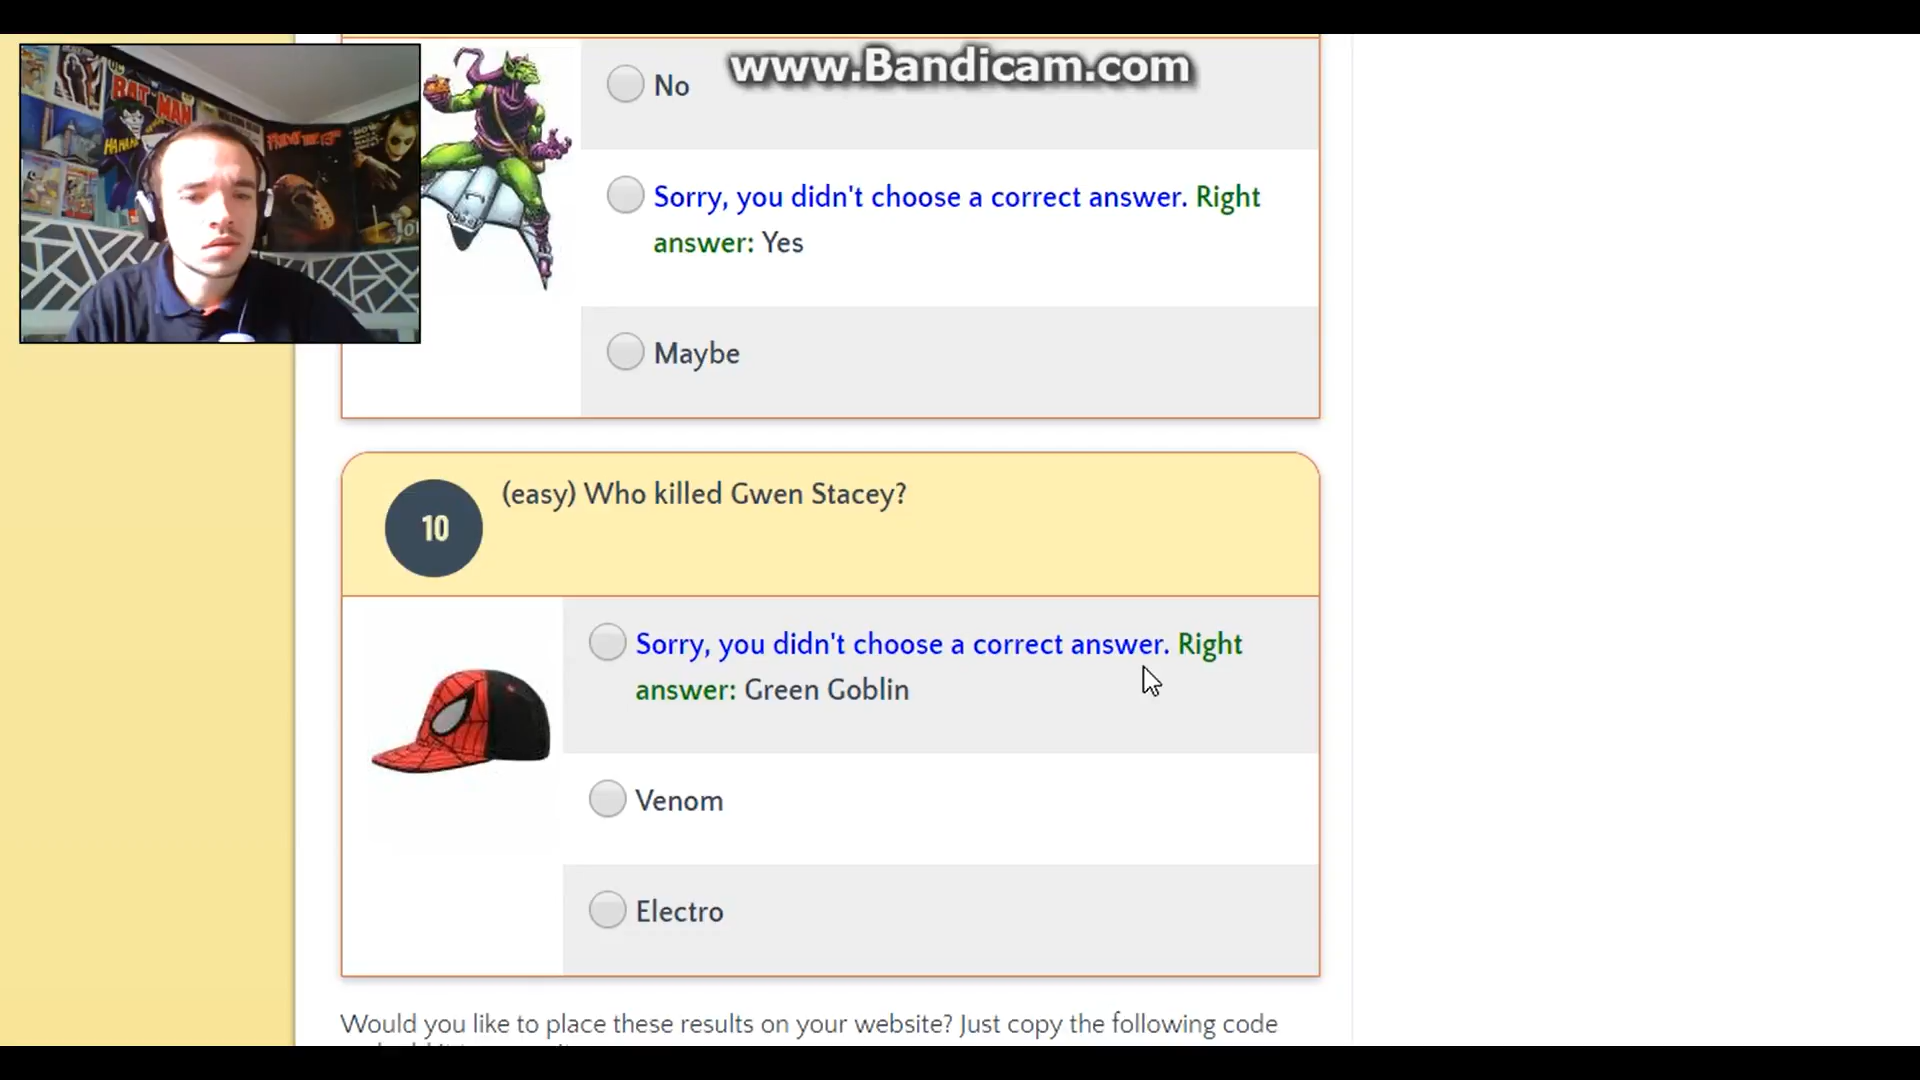 www.Bandicam.com
BATMAN
HAHAHA
No
Sorry, you didn't choose a correct answer. Right
answer: Yes
Maybe
10
(easy) Who killed Gwen Stacey?
Sorry, you didn't choose a correct answer. Right
answer: Green Goblin
Venom
Electro
Would you like to place these results on your website? Just copy the following code